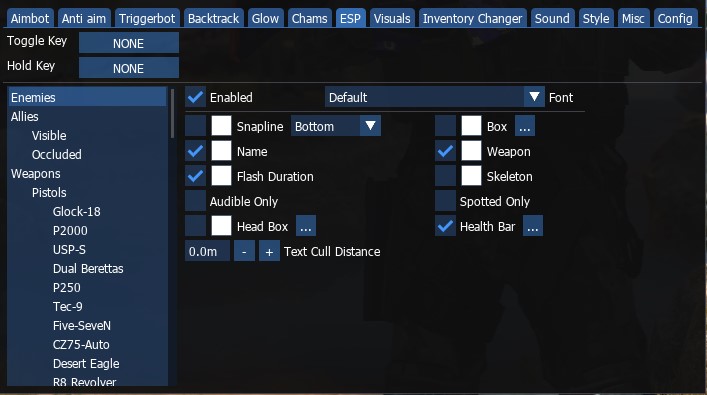 Aimbot Anti aim Triggerbot Backtrack Glow Chams ESP Visuals Inventory Changer Sound Style Misc Config
Toggle Key NONE
Hold Key NONE
Enemies
Allies
Visible
Occluded
Weapons
Pistols
Glock-18
P2000
USP-S
Dual Berettas
P250
Tec-9
Five-SeveN
CZ75-Auto
Desert Eagle
R8 Revolver
Enabled Default Font
Snapline Bottom Box ...
Name Weapon
Flash Duration Skeleton
Audible Only Spotted Only
Head Box ... Health Bar ...
0.0m - + Text Cull Distance